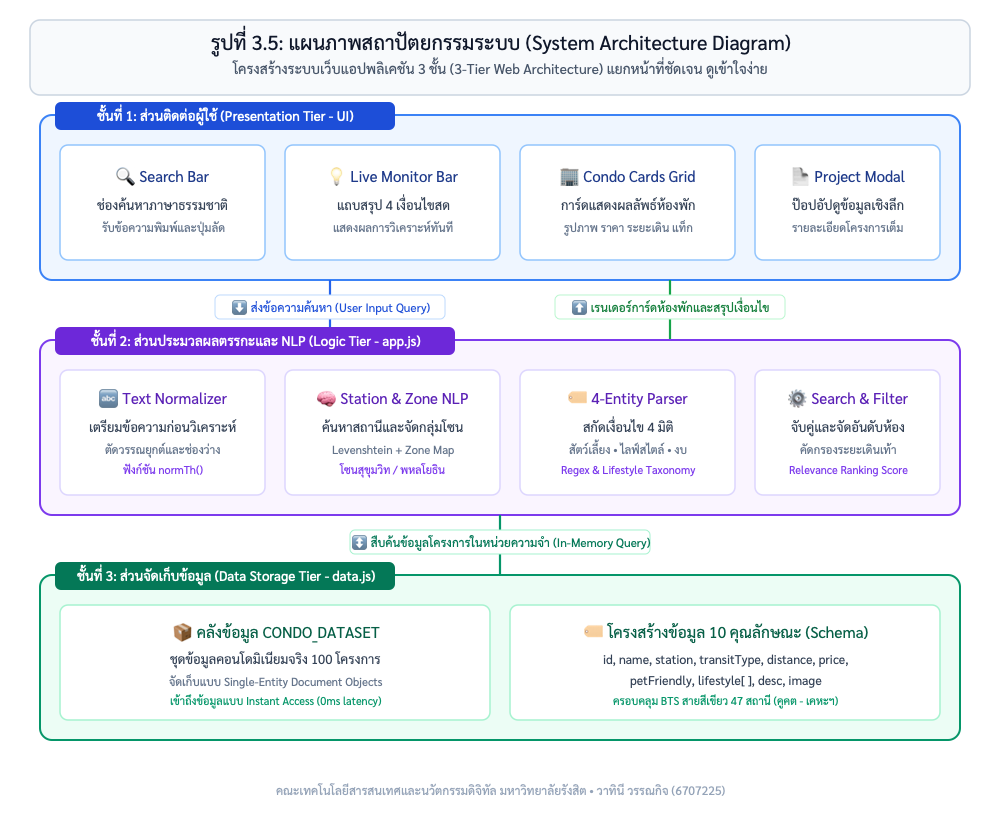 รูปที่ 3.5: แผนภาพสถาปัตยกรรมระบบ (System Architecture Diagram)
โครงสร้างระบบเว็บแอปพลิเคชัน 3 ชั้น (3-Tier Web Architecture) แยกหน้าที่ชัดเจน ดูเข้าใจง่าย
ชั้นที่ 1: ส่วนติดต่อผู้ใช้ (Presentation Tier - UI)
Search Bar
ช่องค้นหาภาษาธรรมชาติ
รับข้อความพิมพ์และปุ่มลัด
Live Monitor Bar
แถบสรุป 4 เงื่อนไขสด
แสดงผลการวิเคราะห์ทันที
Condo Cards Grid
การ์ดแสดงผลลัพธ์ห้องพัก
รูปภาพ ราคา ระยะเดิน แท็ก
Project Modal
ป๊อปอัปดูข้อมูลเชิงลึก
รายละเอียดโครงการเต็ม
ส่งข้อความค้นหา (User Input Query)
เรนเดอร์การ์ดห้องพักและสรุปเงื่อนไข
ชั้นที่ 2: ส่วนประมวลผลตรรกะและ NLP (Logic Tier - app.js)
abc Text Normalizer
เตรียมข้อความก่อนวิเคราะห์
ตัดวรรณยุกต์และช่องว่าง
ฟังก์ชัน normTh()
Station & Zone NLP
ค้นหาสถานีและจัดกลุ่มโซน
Levenshtein + Zone Map
โซนสุขุมวิท / พหลโยธิน
4-Entity Parser
สกัดเงื่อนไข 4 มิติ
สัตว์เลี้ยง • ไลฟ์สไตล์ • งบ
Regex & Lifestyle Taxonomy
Search & Filter
จับคู่และจัดอันดับห้อง
คัดกรองระยะเดินเท้า
Relevance Ranking Score
สืบค้นข้อมูลโครงการในหน่วยความจำ (In-Memory Query)
ชั้นที่ 3: ส่วนจัดเก็บข้อมูล (Data Storage Tier - data.js)
คลังข้อมูล CONDO_DATASET
ชุดข้อมูลคอนโดมิเนียมจริง 100 โครงการ
จัดเก็บแบบ Single-Entity Document Objects
เข้าถึงข้อมูลแบบ Instant Access (0ms latency)
โครงสร้างข้อมูล 10 คุณลักษณะ (Schema)
id, name, station, transitType, distance, price,
petFriendly, lifestyle[ ], desc, image
ครอบคลุม BTS สายสีเขียว 47 สถานี (คูคต - เคหะฯ)
คณะเทคโนโลยีสารสนเทศและนวัตกรรมดิจิทัล มหาวิทยาลัยรังสิต • วาทินี วรรณกิจ (6707225)